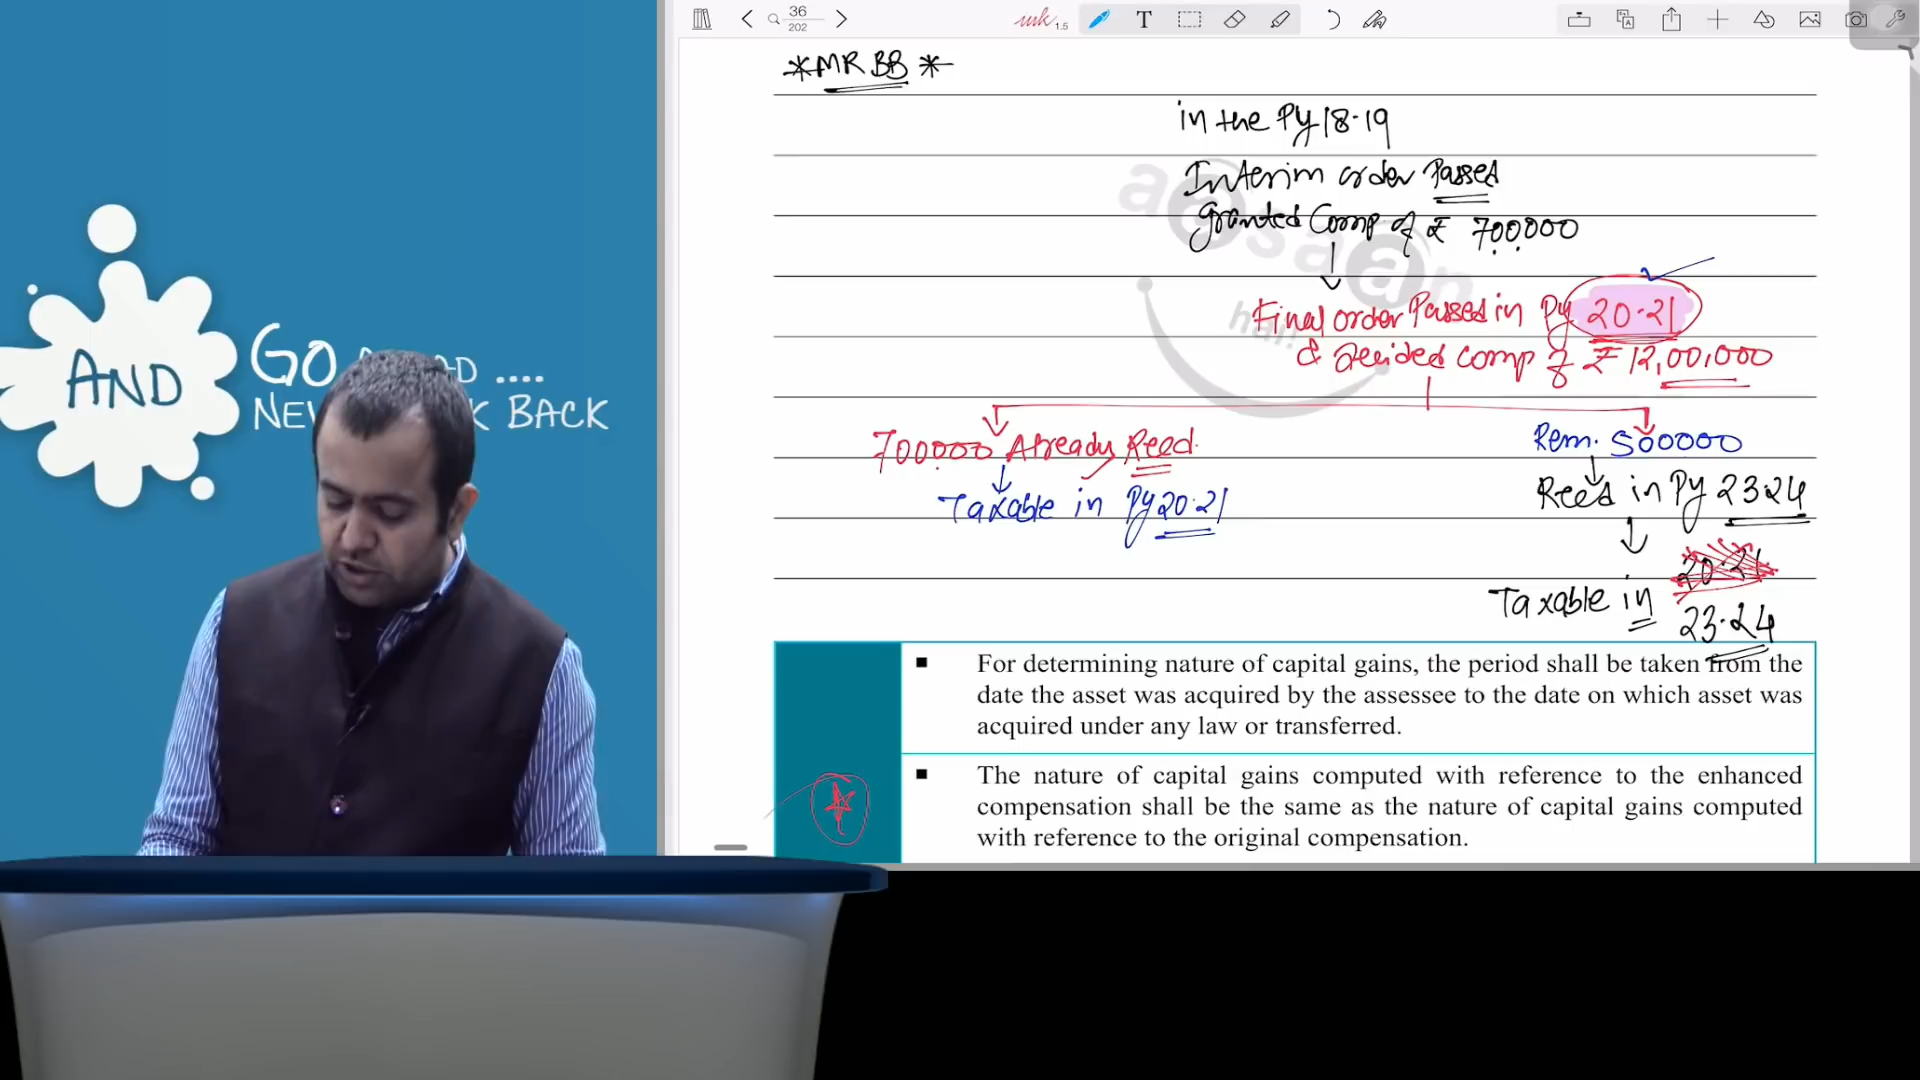 36
202
1.5
T
*MR BB*
in the Py 18-19
Interim order Passed
granted Comp of ₹ 700000
Final order Passed in Py 20-21
& Decided comp of ₹ 12,00,000
700000 Already Recd.
Taxable in Py 20-21
Rem. 500000
Recd in Py 23-24
20-21
Taxable in 23-24
■ For determining nature of capital gains, the period shall be taken from the
date the asset was acquired by the assessee to the date on which asset was
acquired under any law or transferred.
■ The nature of capital gains computed with reference to the enhanced
compensation shall be the same as the nature of capital gains computed
with reference to the original compensation.
AND
GO
D ....
K BACK
hai!